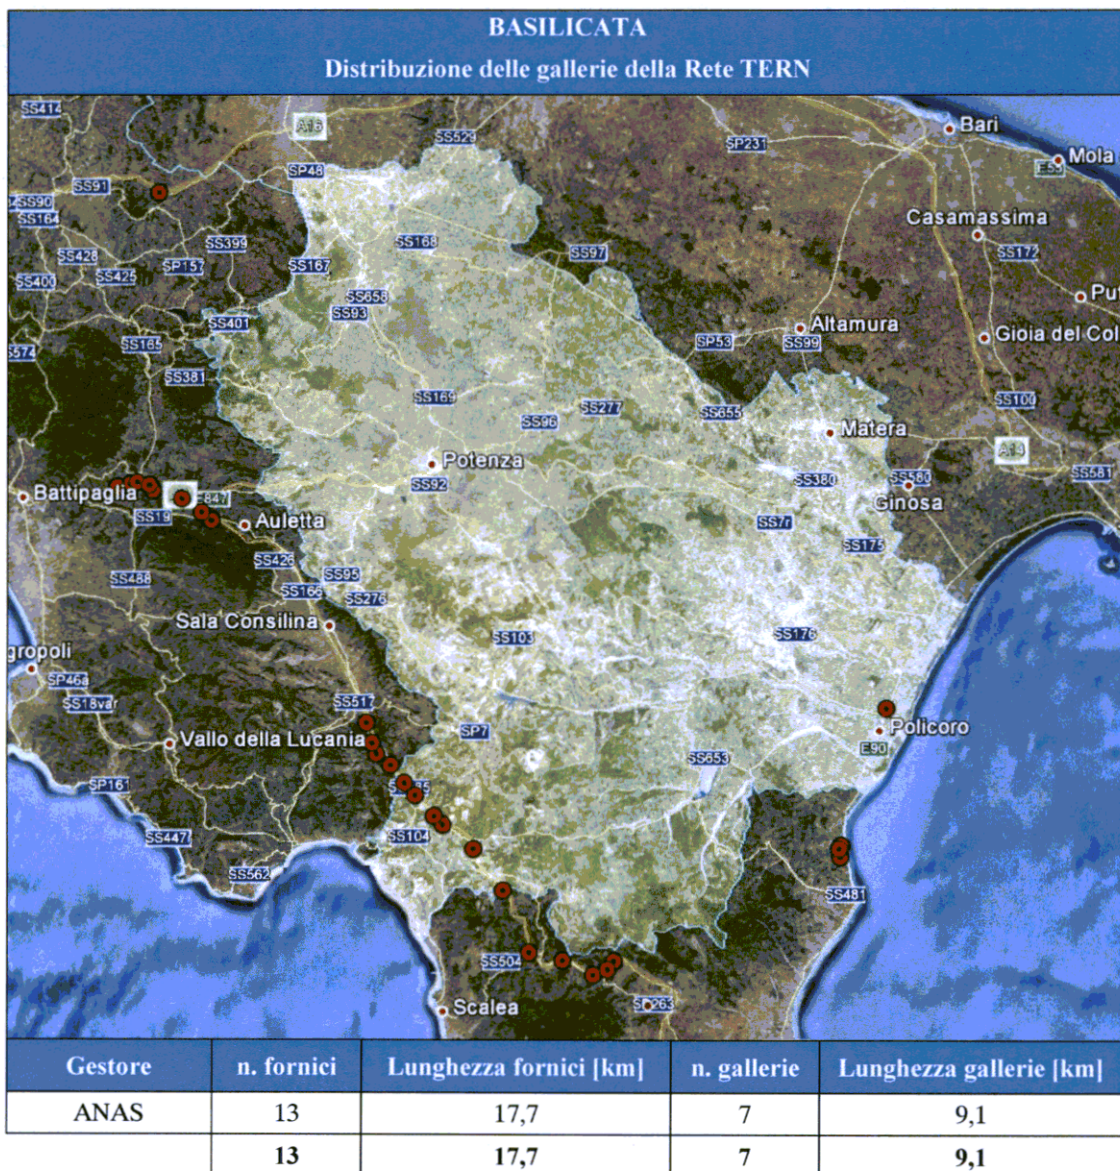 BASILICATA
Distribuzione delle gallerie della Rete TERN
SS414
A16
SS529
Bari
SP231
Mola
SS91
SP48
SS90
SS164
Casamassima
SS399
SS168
SS172
SS428
SP157
SS167
SS97
SS400
SS425
SS658
Put
SS93
SS401
Altamura
Gioia del Col
SS165
SP53
SS99
SS381
SS169
SS277
SS655
SS100
SS96
Matera
A14
Potenza
SS92
SS380
SS580
SS581
Battipaglia
E847
Ginosa
SS19
Auletta
SS7r
SS175
SS426
SS488
SS95
SS166
SS276
Sala Consilina
SS103
SS176
gropoli
SP46a
SS18var
SS517
SP7
Policoro
Vallo della Lucania
E90
SS653
SP161
SS447
SS104
SS562
SS481
SS504
Scalea
Gestore n. fornici Lunghezza fornici [km] n. gallerie Lunghezza gallerie [km]
ANAS 13 17,7 7 9,1
13 17,7 7 9,1